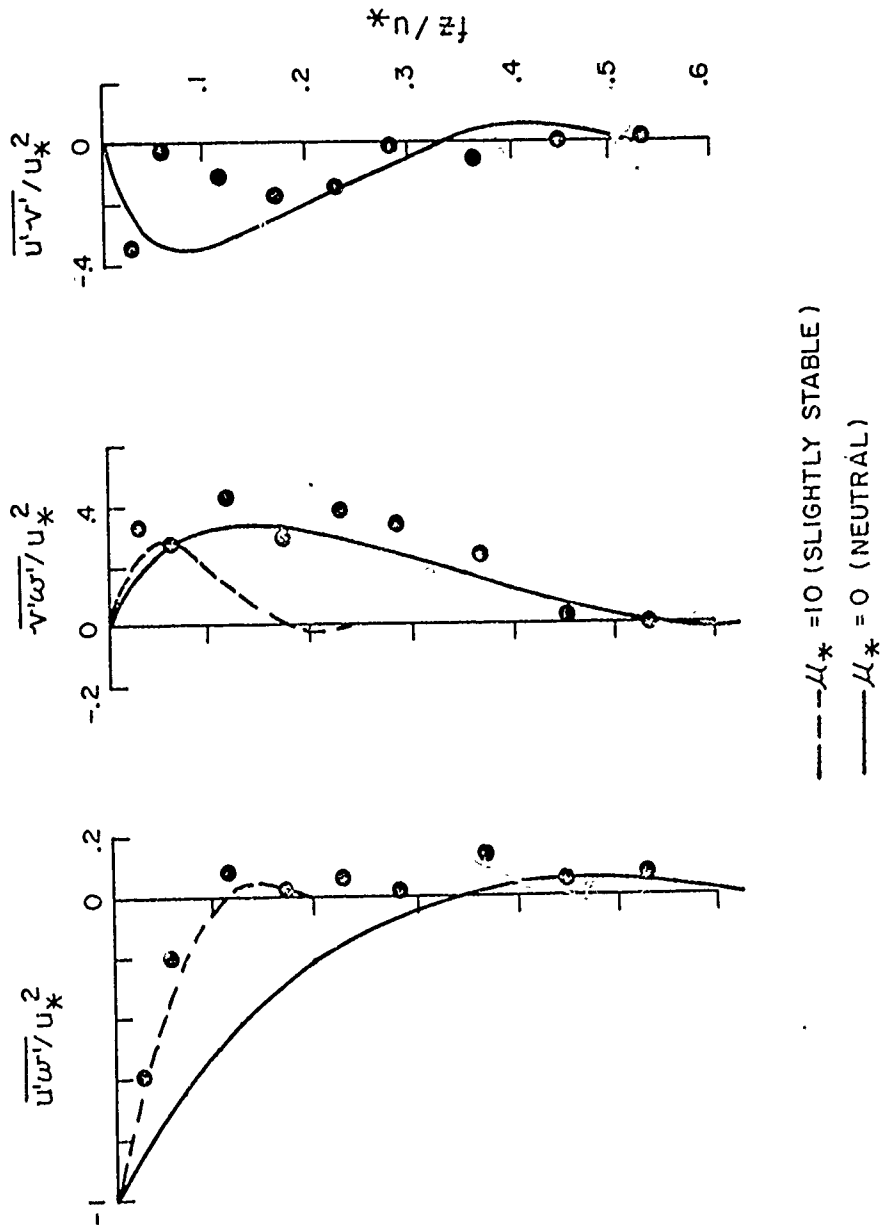 u'w'/u*²
v'w'/u*²
u'v'/u*²
-1 0 .2
-.2 0 .4
-.4 0
.1
.2
.3
.4
.5
.6
fz/u*
μ* =10 (SLIGHTLY STABLE)
μ* = 0 (NEUTRAL)